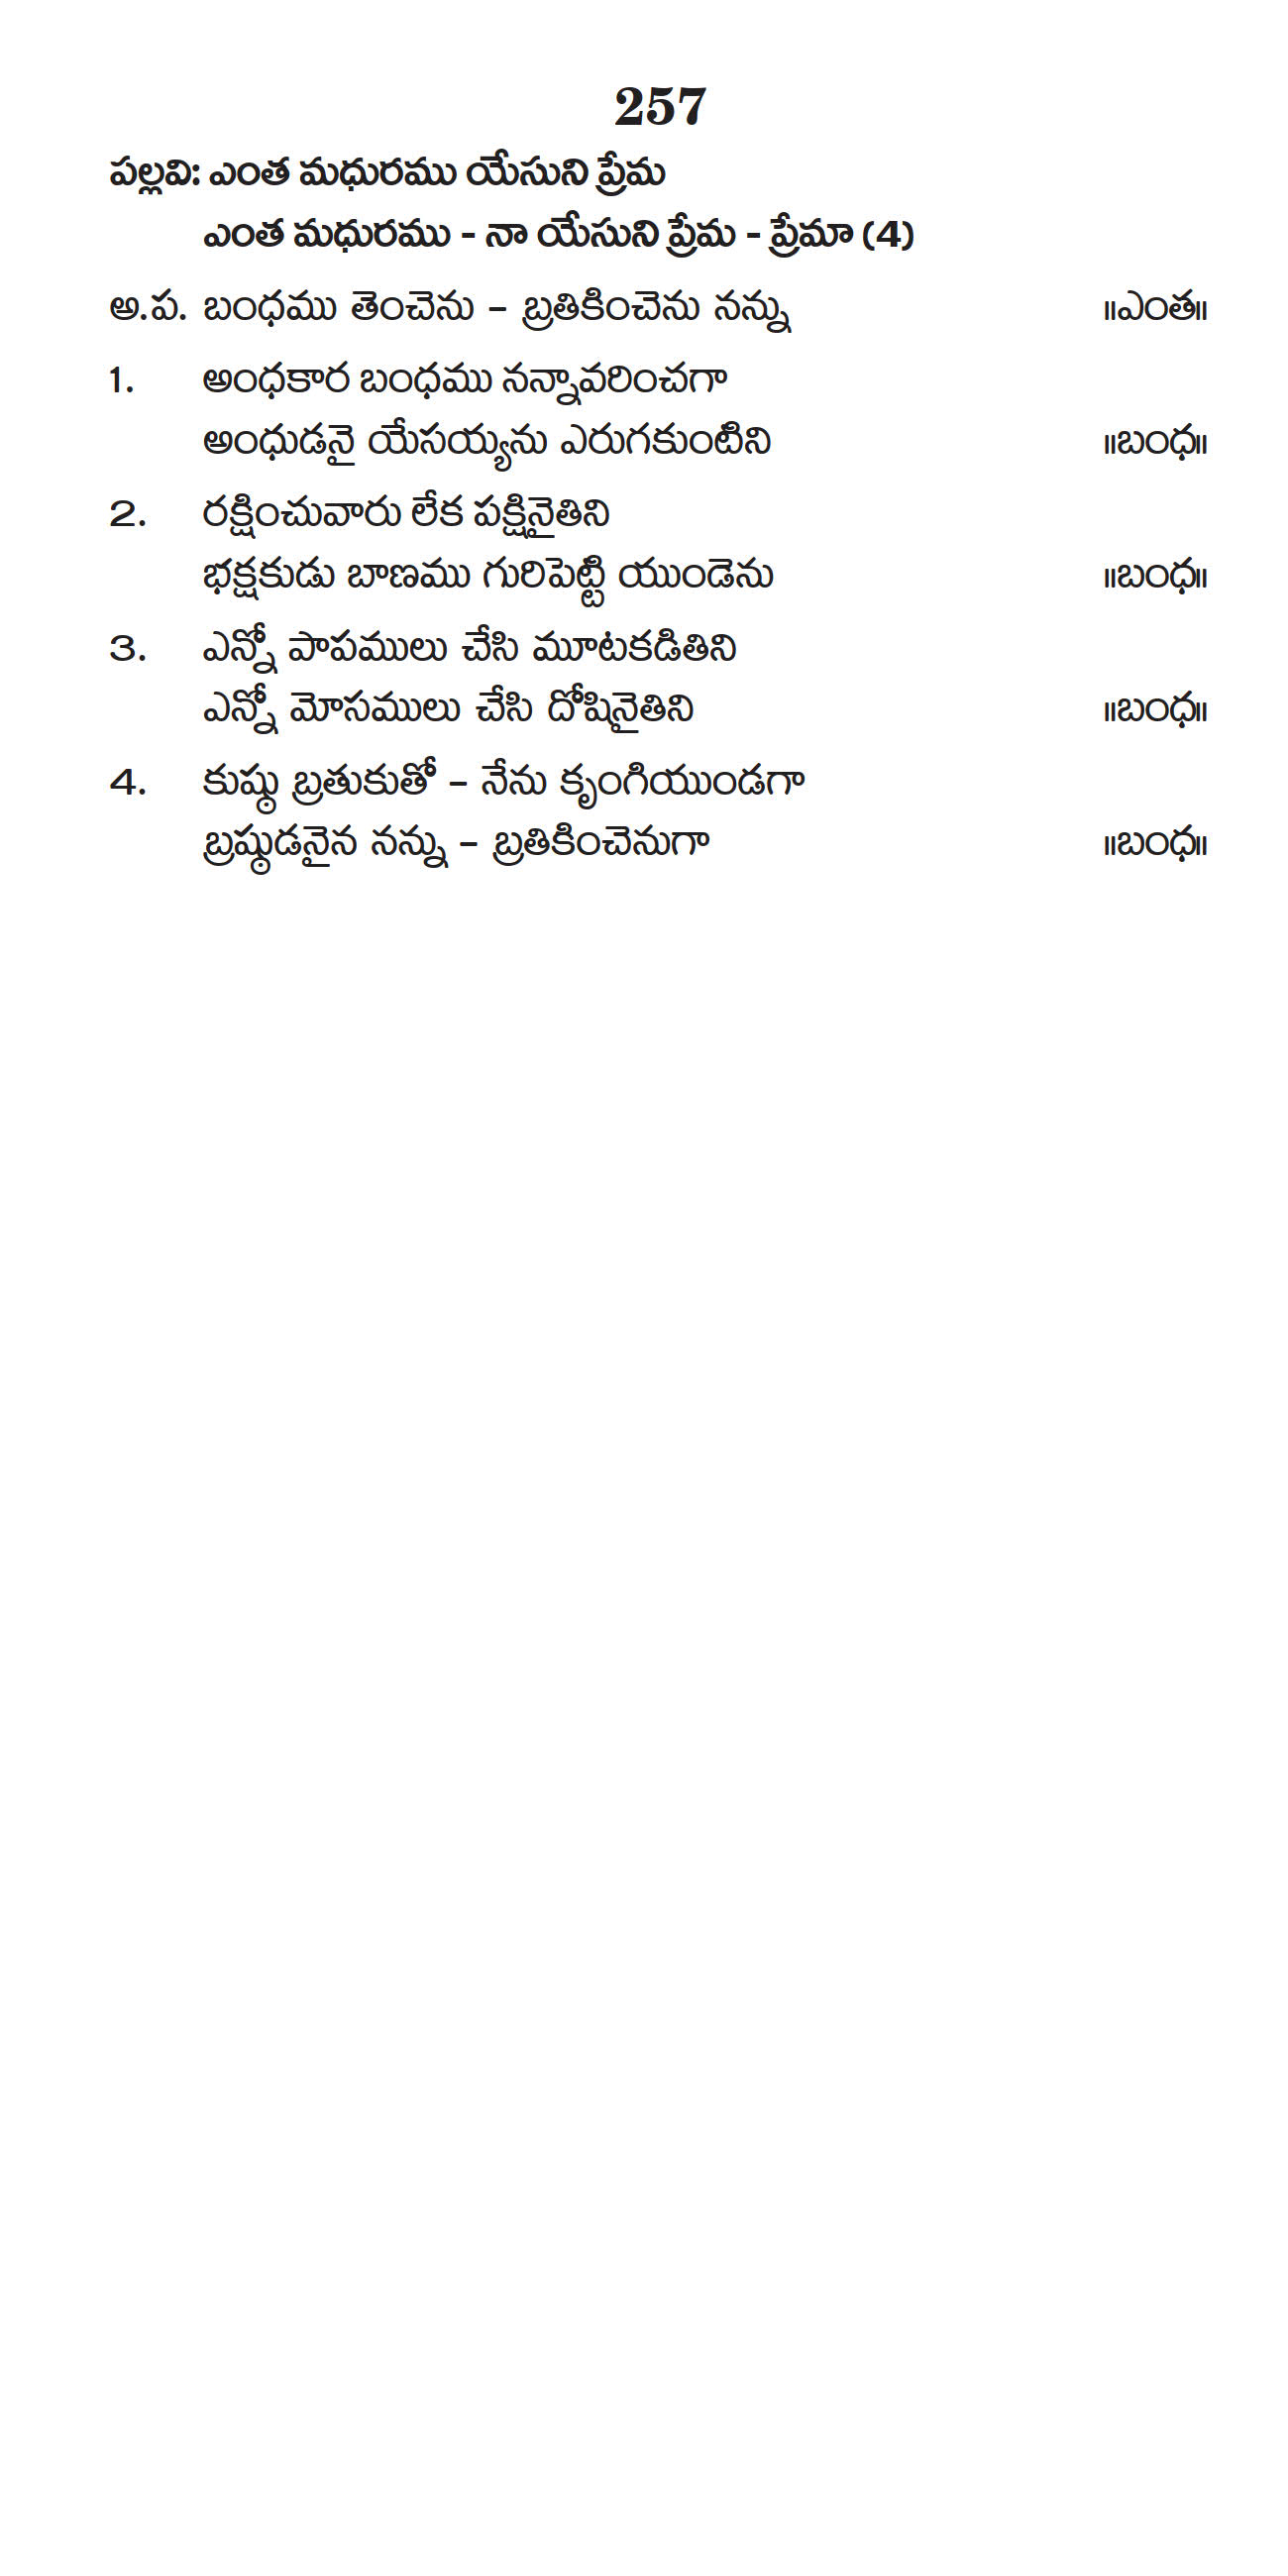 257
పల్లవి: ఎంత మధురము యేసుని ప్రేమ
ఎంత మధురము - నా యేసుని ప్రేమ - ప్రేమా (4)
అ.ప. బంధము తెంచెను – బ్రతికించెను నన్ను ॥ఎంత॥
1. అంధకార బంధము నన్నావరించగా
అంధుడనై యేసయ్యను ఎరుగకుంటిని ॥బంధ॥
2. రక్షించువారు లేక పక్షినైతిని
భక్షకుడు బాణము గురిపెట్టి యుండెను ॥బంధ॥
3. ఎన్నో పాపములు చేసి మూటకడితిని
ఎన్నో మోసములు చేసి దోషినైతిని ॥బంధ॥
4. కుష్ఠు బ్రతుకుతో – నేను కృంగియుండగా
బ్రష్ఠుడనైన నన్ను – బ్రతికించెనుగా ॥బంధ॥